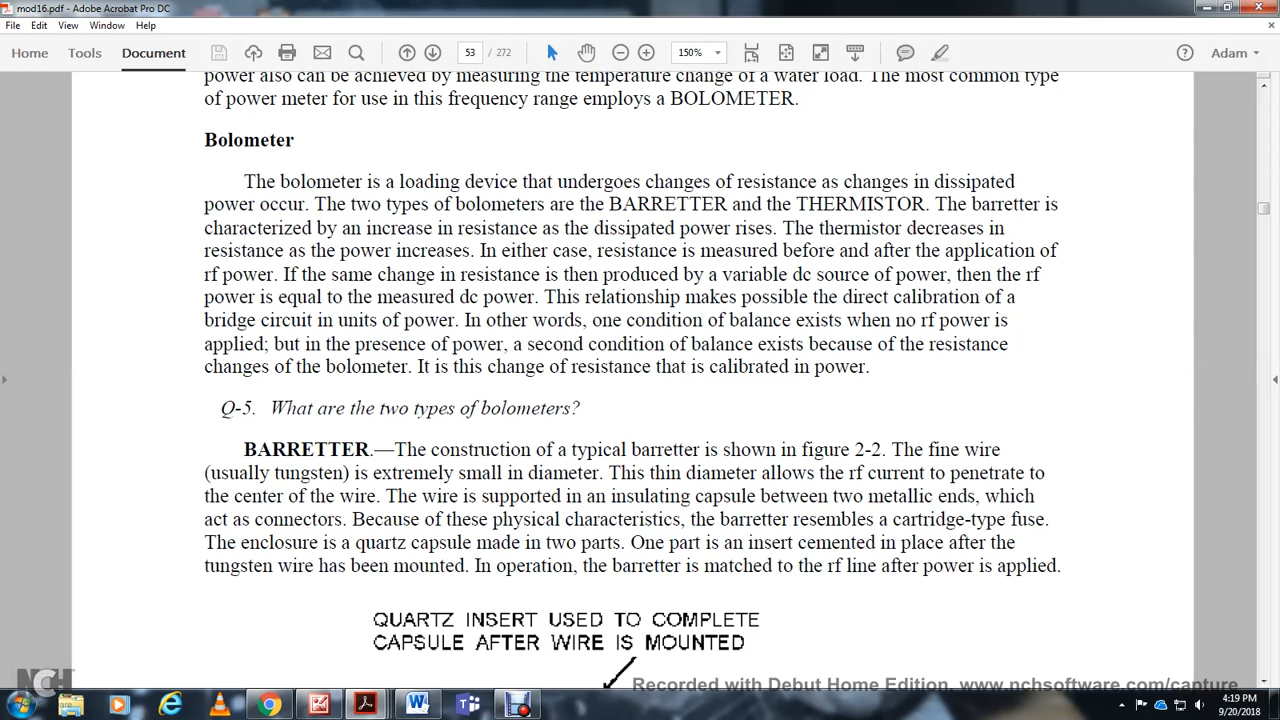 mod16.pdf - Adobe Acrobat Pro DC
File Edit View Window Help
Home Tools Document 53 / 272 150% Adam
power also can be achieved by measuring the temperature change of a water load. The most common type
of power meter for use in this frequency range employs a BOLOMETER.
Bolometer
The bolometer is a loading device that undergoes changes of resistance as changes in dissipated
power occur. The two types of bolometers are the BARRETTER and the THERMISTOR. The barretter is
characterized by an increase in resistance as the dissipated power rises. The thermistor decreases in
resistance as the power increases. In either case, resistance is measured before and after the application of
rf power. If the same change in resistance is then produced by a variable dc source of power, then the rf
power is equal to the measured dc power. This relationship makes possible the direct calibration of a
bridge circuit in units of power. In other words, one condition of balance exists when no rf power is
applied; but in the presence of power, a second condition of balance exists because of the resistance
changes of the bolometer. It is this change of resistance that is calibrated in power.
Q-5. What are the two types of bolometers?
BARRETTER.—The construction of a typical barretter is shown in figure 2-2. The fine wire
(usually tungsten) is extremely small in diameter. This thin diameter allows the rf current to penetrate to
the center of the wire. The wire is supported in an insulating capsule between two metallic ends, which
act as connectors. Because of these physical characteristics, the barretter resembles a cartridge-type fuse.
The enclosure is a quartz capsule made in two parts. One part is an insert cemented in place after the
tungsten wire has been mounted. In operation, the barretter is matched to the rf line after power is applied.
QUARTZ INSERT USED TO COMPLETE
CAPSULE AFTER WIRE IS MOUNTED
NCH
Recorded with Debut Home Edition. www.nchsoftware.com/capture
4:19 PM
9/20/2018